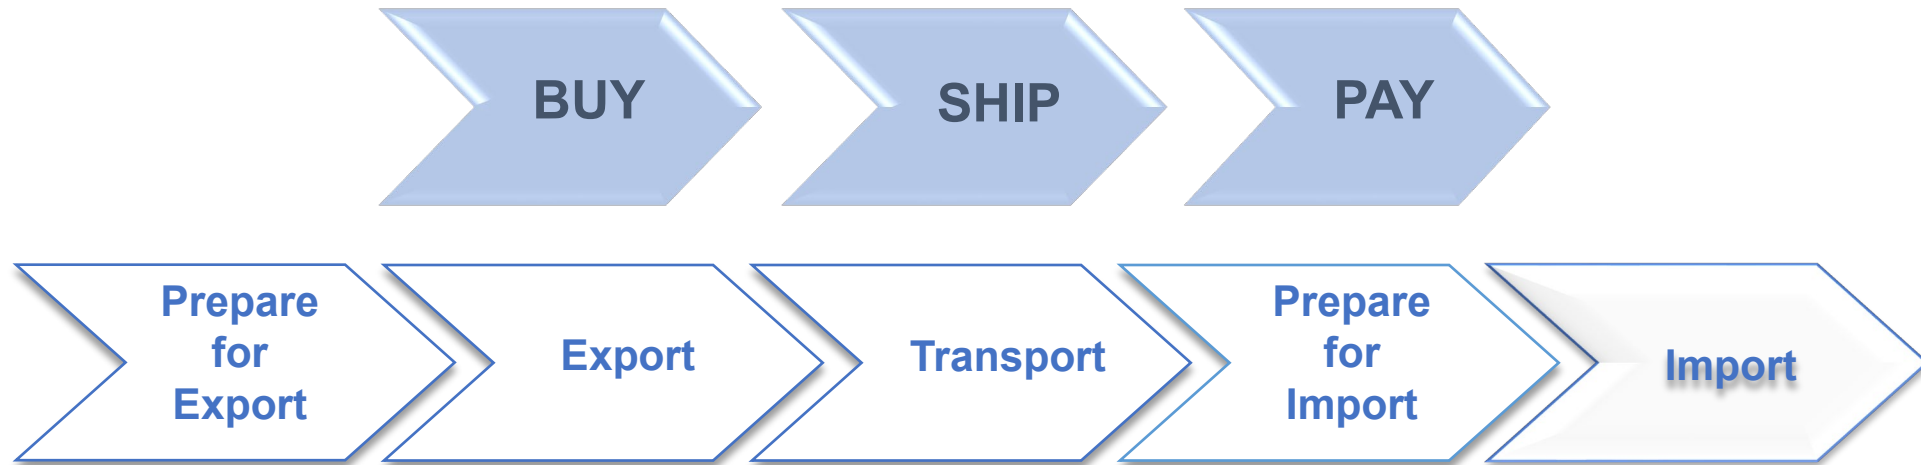 BUY
SHIP
PAY
Prepare
for
Export
Export
Transport
Prepare
for
Import
Import